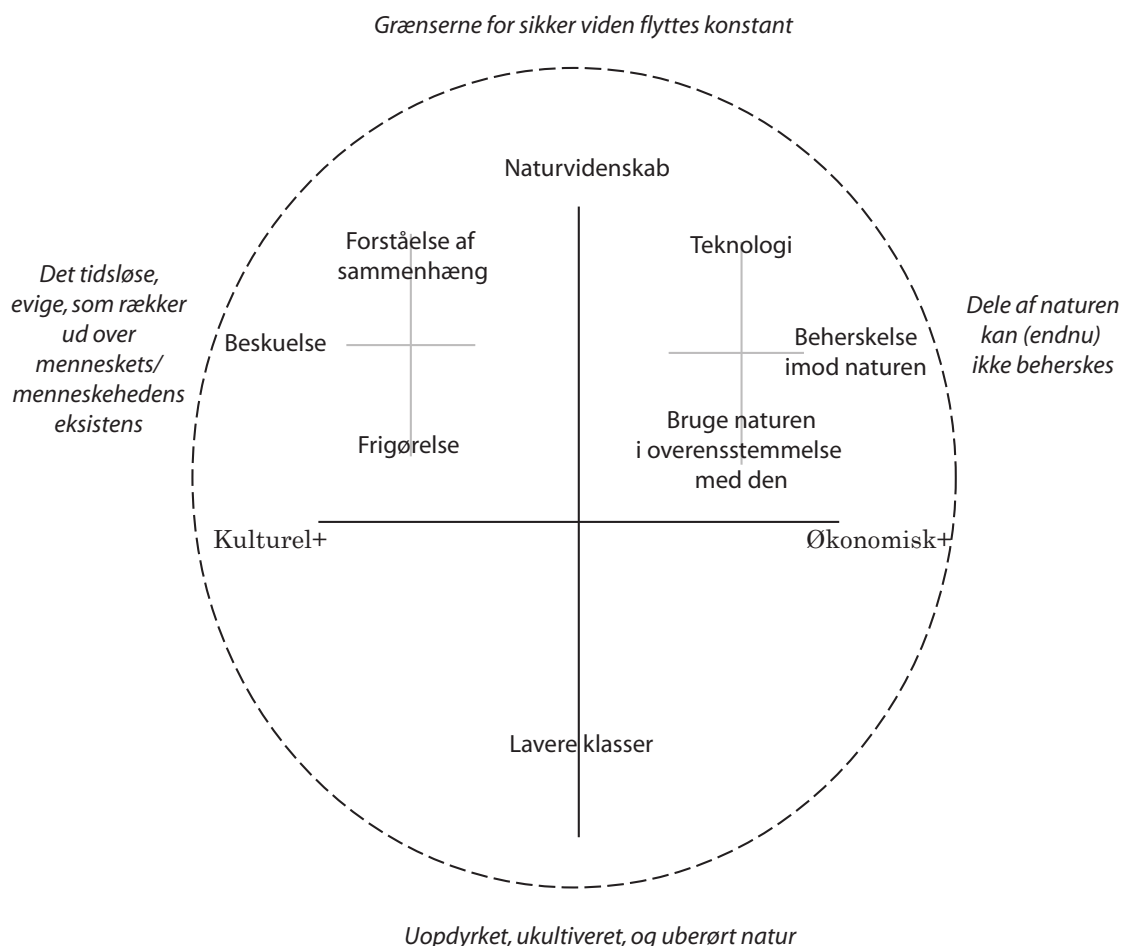 Grænserne for sikker viden flyttes konstant
Naturvidenskab
Forståelse af
sammenhæng
Teknologi
Det tidsløse,
evige, som rækker
ud over
menneskets/
menneskehedens
eksistens
Beskuelse
Beherskelse
imod naturen
Dele af naturen
kan (endnu)
ikke beherskes
Frigørelse
Bruge naturen
i overensstemmelse
med den
Kulturel+
Økonomisk+
Lavere klasser
Uopdyrket, ukultiveret, og uberørt natur